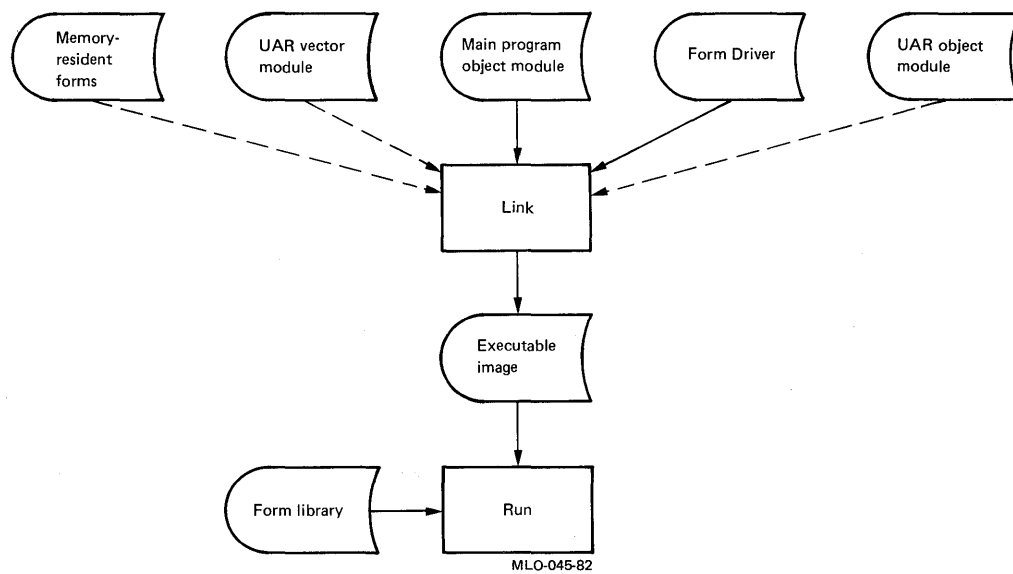 Memory-
resident
forms
UAR vector
module
Main program
object module
Form Driver
UAR object
module
Link
Executable
image
Form library
Run
MLO-045-82